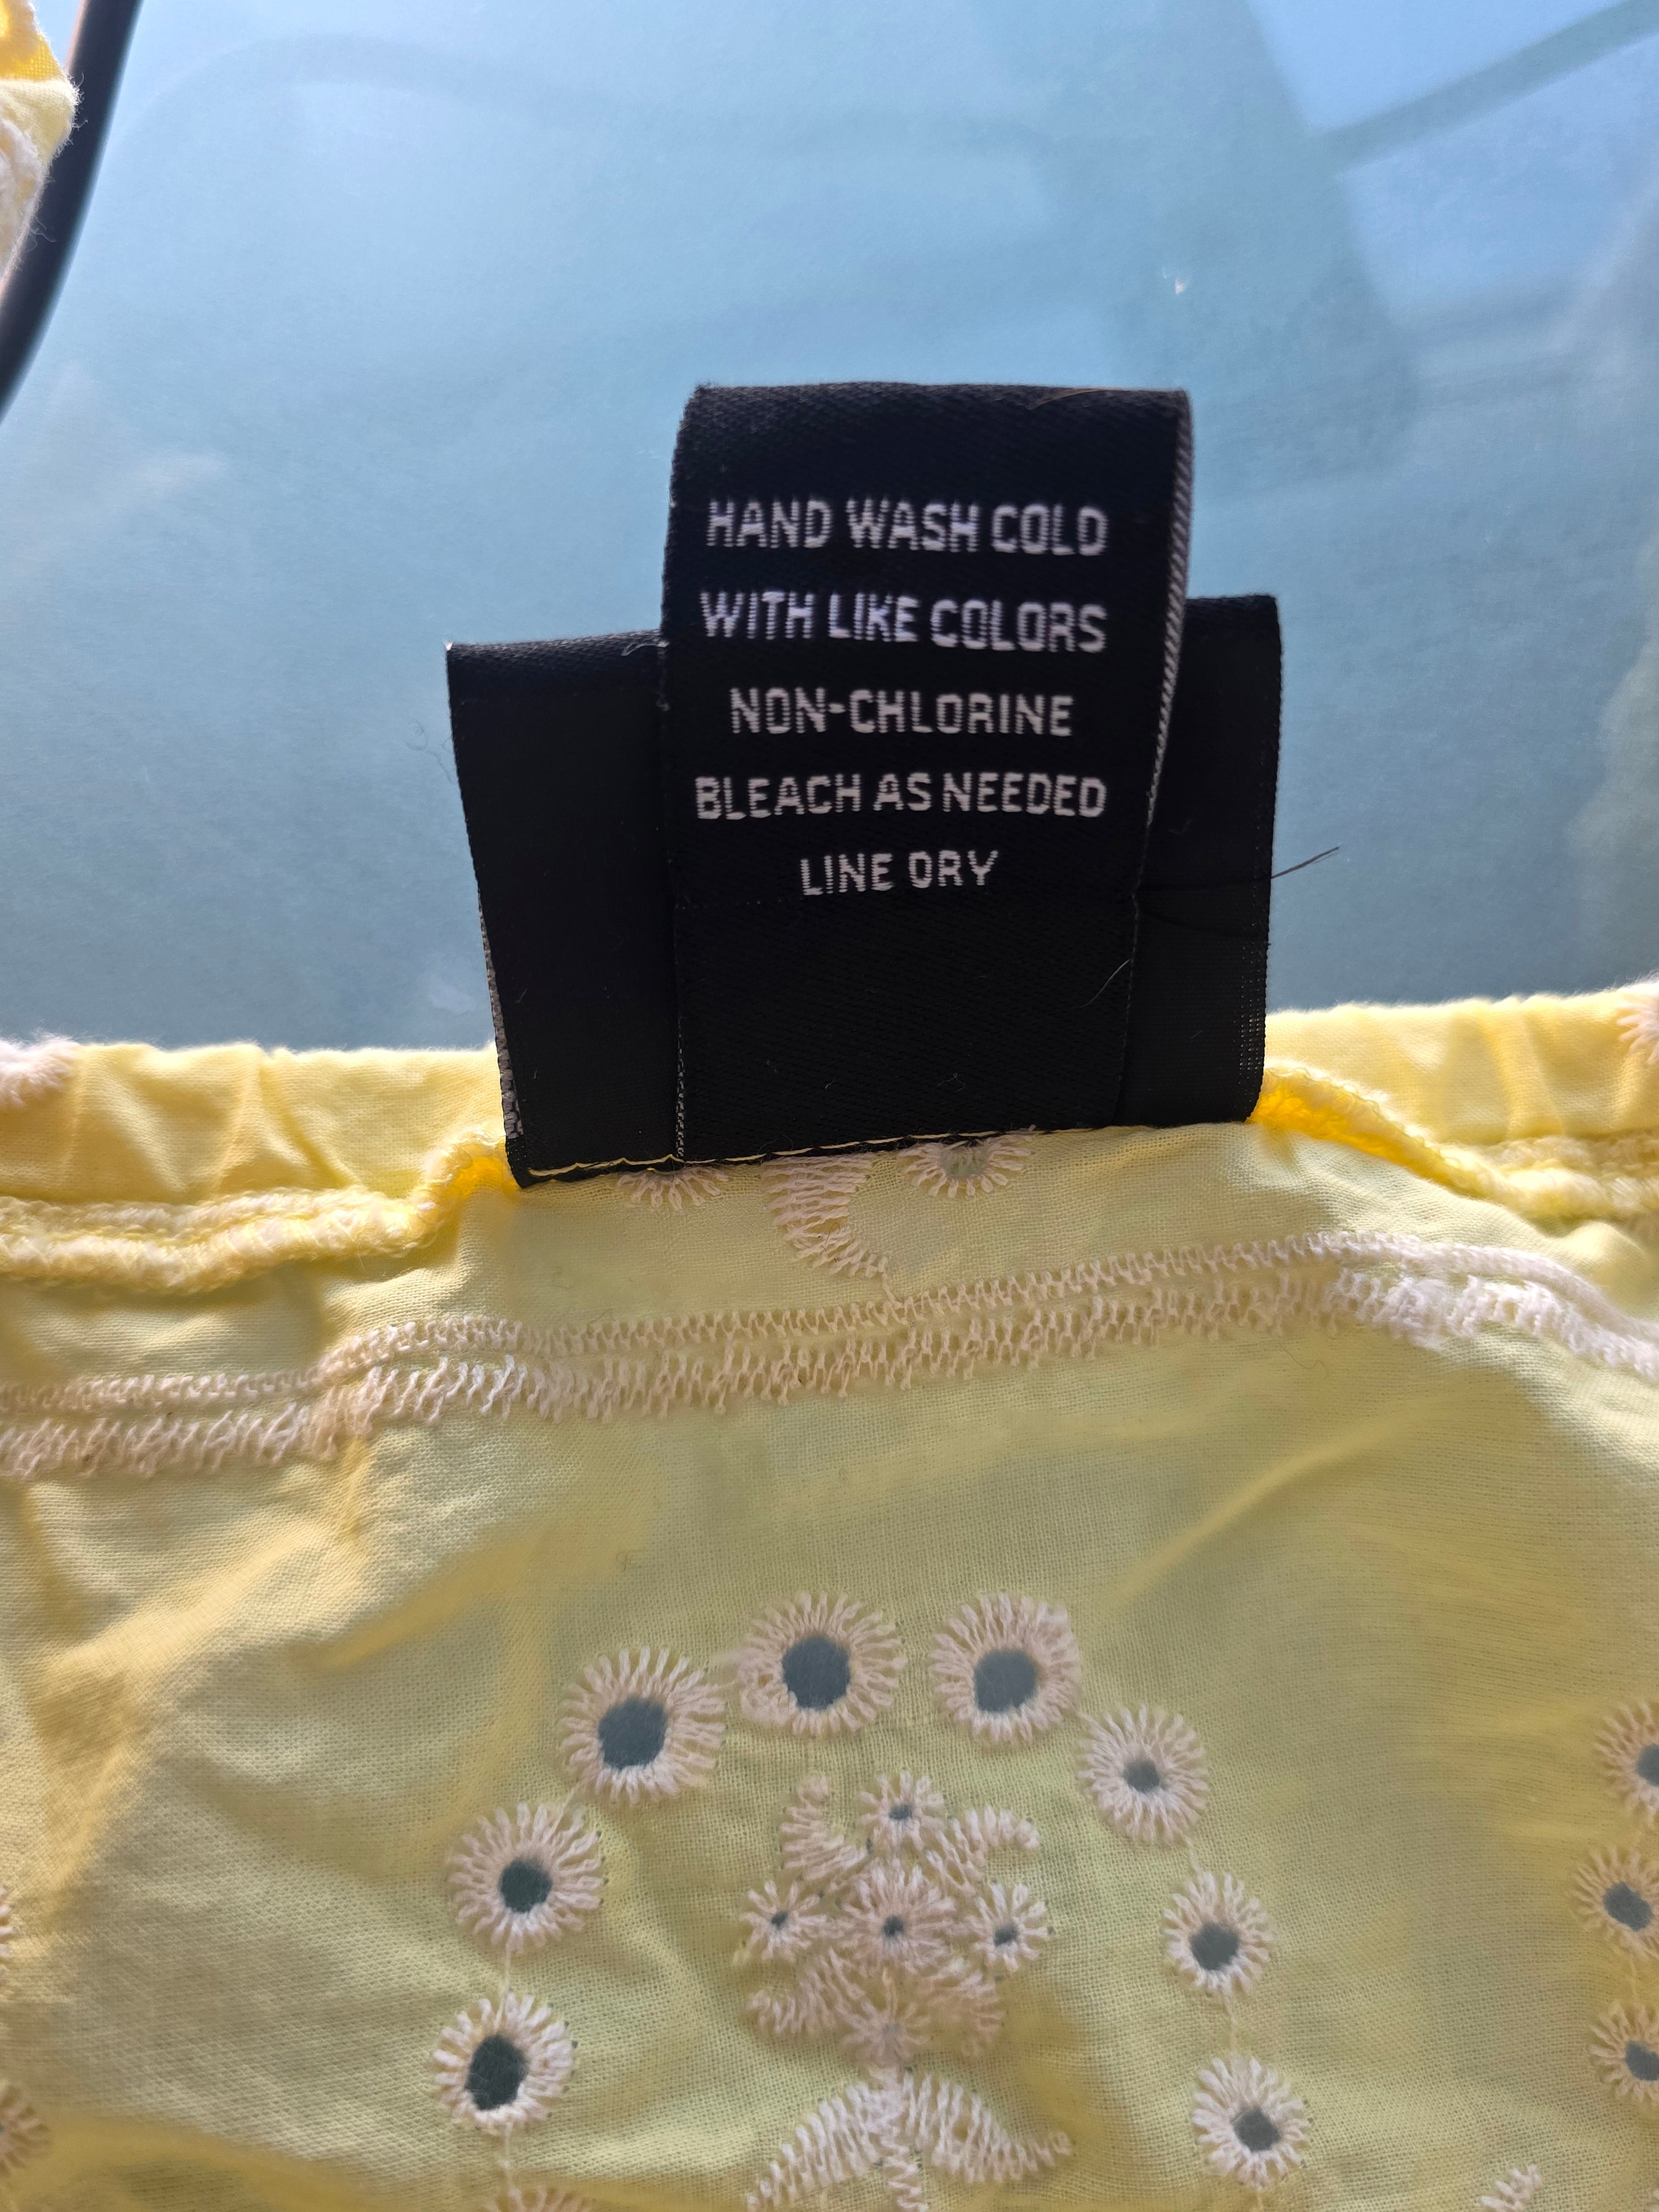 HAND WASH COLD
WITH LIKE COLORS
NON-CHLORINE
BLEACH AS NEEDED
LINE DRY